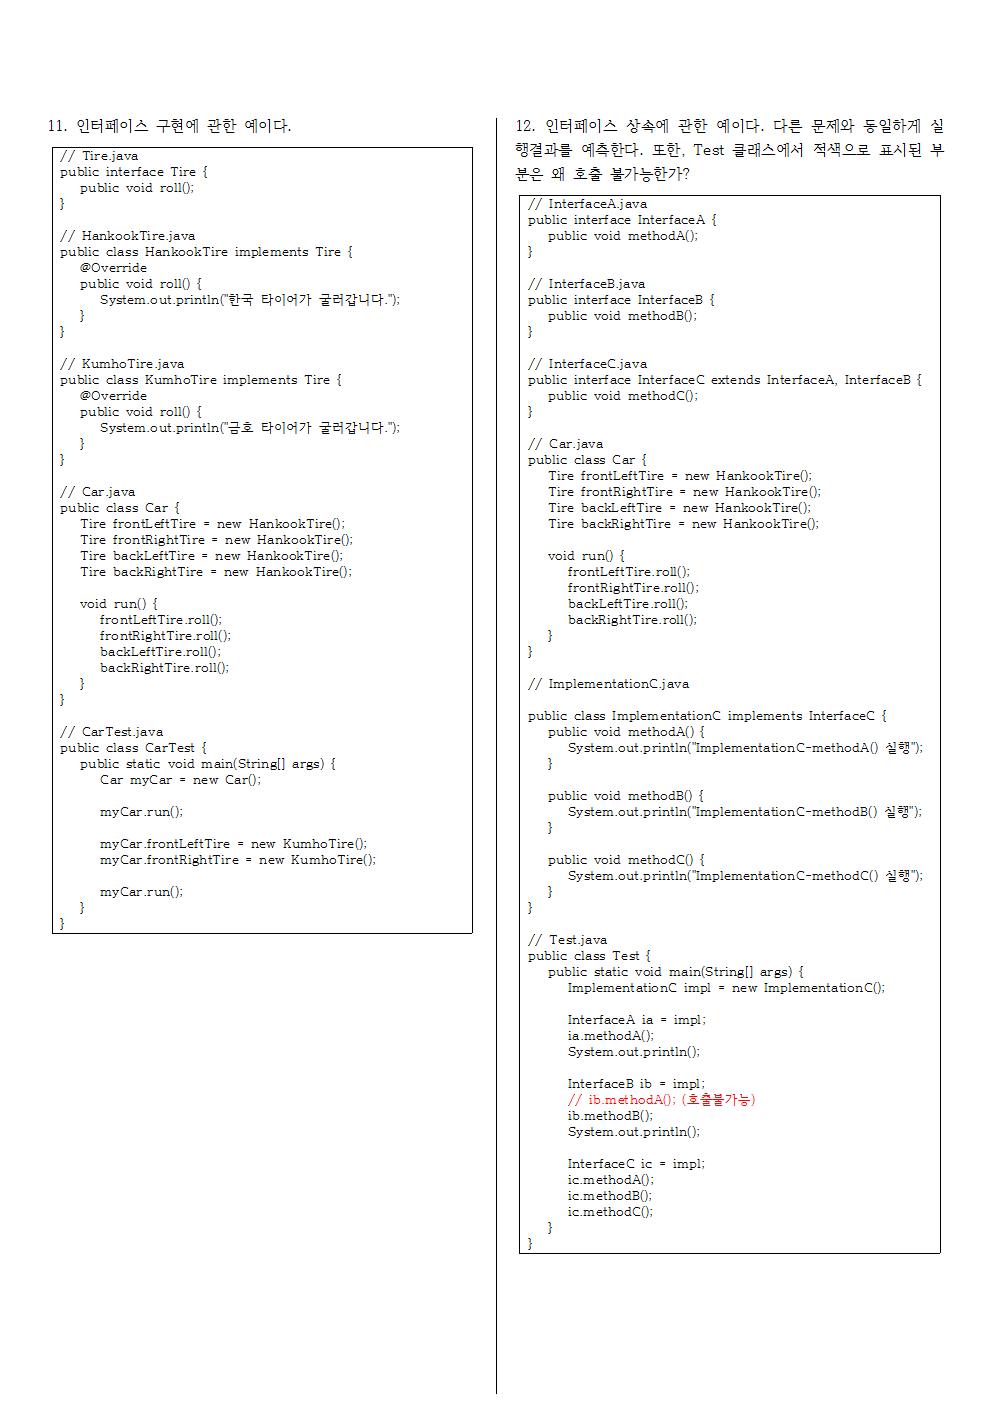 11. 인터페이스 구현에 관한 예이다.
// Tire.java
public interface Tire {
public void roll();
}
// HankookTire.java
public class HankookTire implements Tire {
@Override
public void roll() {
System.out.println("한국 타이어가 굴러갑니다.");
}
}
// KumhoTire.java
public class KumhoTire implements Tire {
@Override
public void roll() {
System.out.println("금호 타이어가 굴러갑니다.");
}
}
// Car.java
public class Car {
Tire frontLeftTire = new HankookTire();
Tire frontRightTire = new HankookTire();
Tire backLeftTire = new HankookTire();
Tire backRightTire = new HankookTire();
void run() {
frontLeftTire.roll();
frontRightTire.roll();
backLeftTire.roll();
backRightTire.roll();
}
}
// CarTest.java
public class CarTest {
public static void main(String[] args) {
Car myCar = new Car();
myCar.run();
myCar.frontLeftTire = new KumhoTire();
myCar.frontRightTire = new KumhoTire();
myCar.run();
}
}
12. 인터페이스 상속에 관한 예이다. 다른 문제와 동일하게 실
행결과를 예측한다. 또한, Test 클래스에서 적색으로 표시된 부
분은 왜 호출 불가능한가?
// InterfaceA.java
public interface InterfaceA {
public void methodA();
}
// InterfaceB.java
public interface InterfaceB {
public void methodB();
}
// InterfaceC.java
public interface InterfaceC extends InterfaceA, InterfaceB {
public void methodC();
}
// Car.java
public class Car {
Tire frontLeftTire = new HankookTire();
Tire frontRightTire = new HankookTire();
Tire backLeftTire = new HankookTire();
Tire backRightTire = new HankookTire();
void run() {
frontLeftTire.roll();
frontRightTire.roll();
backLeftTire.roll();
backRightTire.roll();
}
}
// ImplementationC.java
public class ImplementationC implements InterfaceC {
public void methodA() {
System.out.println("ImplementationC-methodA() 실행");
}
public void methodB() {
System.out.println("ImplementationC-methodB() 실행");
}
public void methodC() {
System.out.println("ImplementationC-methodC() 실행");
}
}
// Test.java
public class Test {
public static void main(String[] args) {
ImplementationC impl = new ImplementationC();
InterfaceA ia = impl;
ia.methodA();
System.out.println();
InterfaceB ib = impl;
// ib.methodA(); (호출불가능)
ib.methodB();
System.out.println();
InterfaceC ic = impl;
ic.methodA();
ic.methodB();
ic.methodC();
}
}